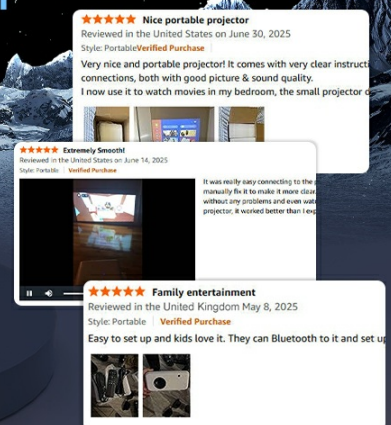 Nice portable projector
Reviewed in the United States on June 30, 2025
Style: PortableVerified Purchase
Very nice and portable projector! It comes with very clear instructi
connections, both with good picture & sound quality.
I now use it to watch movies in my bedroom, the small projector d
Extremely Smooth!
Reviewed in the United States on June 14, 2025
Style: Portable | Verified Purchase
It was really easy connecting to the
manually fix it to make it more clear
without any problems and even wat
projector, it worked better than I exp
Family entertainment
Reviewed in the United Kingdom May 8, 2025
Style: Portable | Verified Purchase
Easy to set up and kids love it. They can Bluetooth to it and set up